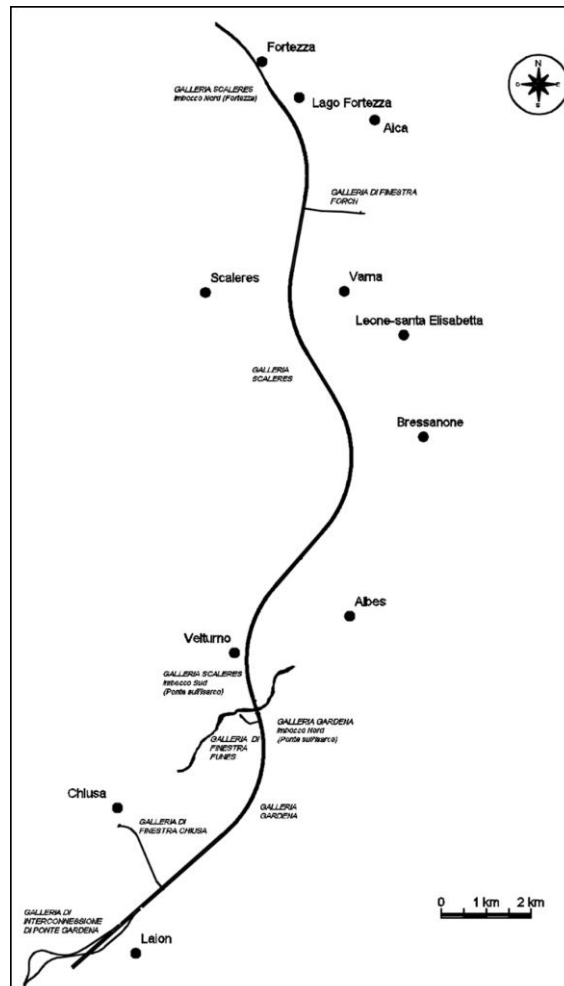 Fortezza
GALLERIA SCALERES
Imbocco Nord (Fortezza)
Lago Fortezza
Aica
N
O
E
S
GALLERIA DI FINESTRA
FORCH
Scaleres
Varna
Leone-santa Elisabetta
GALLERIA
SCALERES
Bressanone
Albes
Velturno
GALLERIA SCALERES
Imbocco Sud
(Ponte sull'Isarco)
GALLERIA GARDENA
Imbocco Nord
(Ponte sull'Isarco)
GALLERIA DI
FINESTRA
FUNES
Chiusa
GALLERIA DI
FINESTRA CHIUSA
GALLERIA
GARDENA
GALLERIA DI
INTERCONNESSIONE
DI PONTE GARDENA
Laion
0 1 km 2 km